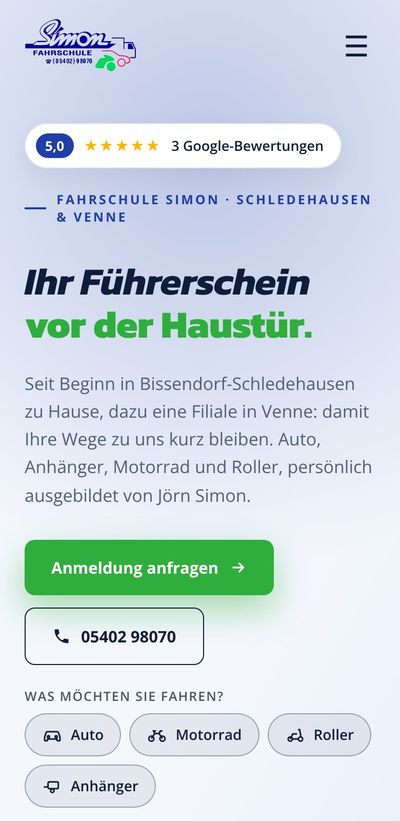 Simon
FAHRSCHULE
☎(05402) 98070
5,0 ★★★★★ 3 Google-Bewertungen
FAHRSCHULE SIMON · SCHLEDEHAUSEN
& VENNE
Ihr Führerschein
vor der Haustür.
Seit Beginn in Bissendorf-Schledehausen
zu Hause, dazu eine Filiale in Venne: damit
Ihre Wege zu uns kurz bleiben. Auto,
Anhänger, Motorrad und Roller, persönlich
ausgebildet von Jörn Simon.
Anmeldung anfragen →
05402 98070
WAS MÖCHTEN SIE FAHREN?
Auto Motorrad Roller
Anhänger